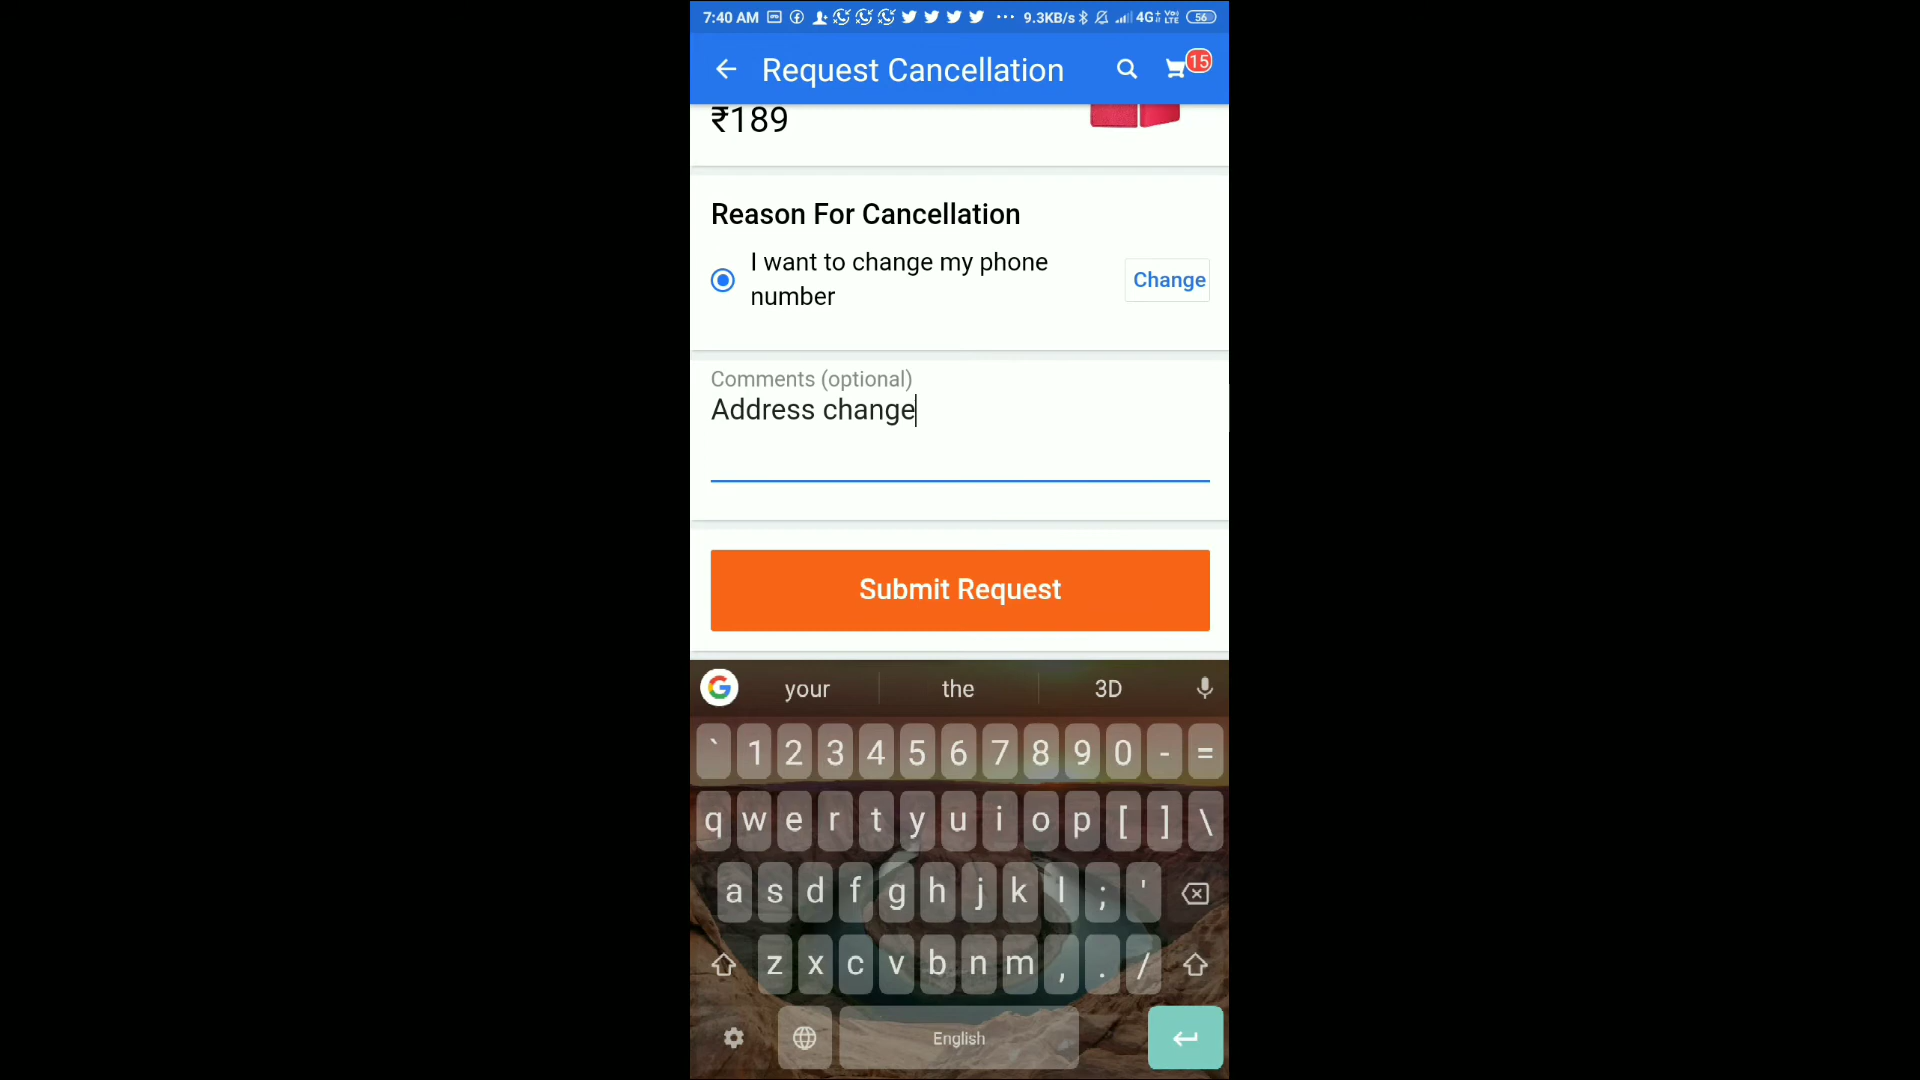 7:40 AM 9.3KB/s 4G+ Vo) LTE 56
Request Cancellation 15
₹189
Reason For Cancellation
I want to change my phone
number
Change
Comments (optional)
Address change
Submit Request
G your the 3D
` 1 2 3 4 5 6 7 8 9 0 - =
q w e r t y u i o p [ ] \
a s d f g h j k l ; '
z x c v b n m , . /
English